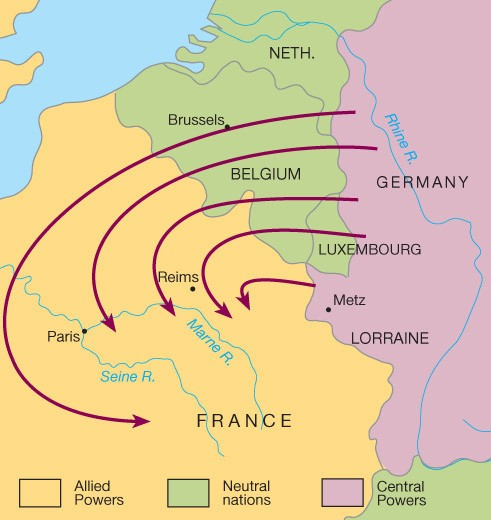 NETH.
Brussels
Rhine R.
BELGIUM
GERMANY
LUXEMBOURG
Reims
Metz
Paris
Marne R.
LORRAINE
Seine R.
FRANCE
Allied
Powers
Neutral
nations
Central
Powers